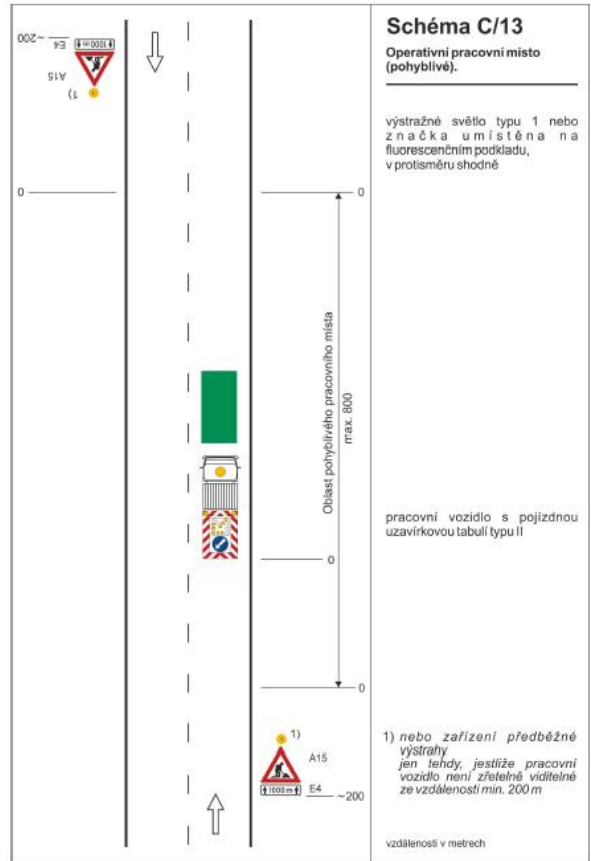 Schéma C/13
Operativní pracovní místo
(pohyblivé).
výstražné světlo typu 1 nebo
značka umístěna na
fluorescenčním podkladu,
v protisměru shodně
~200
E4
↑1000 m↑
A15
1)
0
0
Oblast pohyblivého pracovního místa
max. 800
pracovní vozidlo s pojízdnou
uzavírkovou tabulí typu II
0
0
1)
A15
↑1000 m↑
E4
~200
1) nebo zařízení předběžné
výstrahy
jen tehdy, jestliže pracovní
vozidlo není zřetelně viditelné
ze vzdálenosti min. 200 m
vzdálenosti v metrech